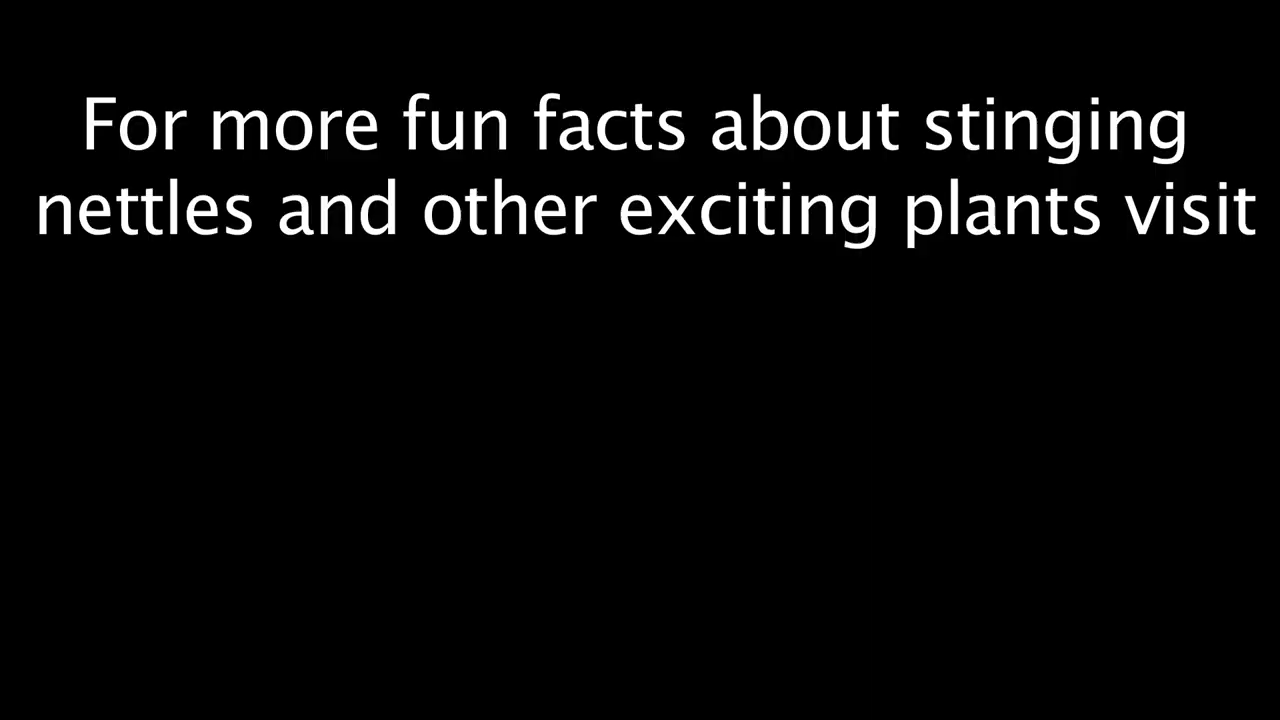 For more fun facts about stinging
nettles and other exciting plants visit